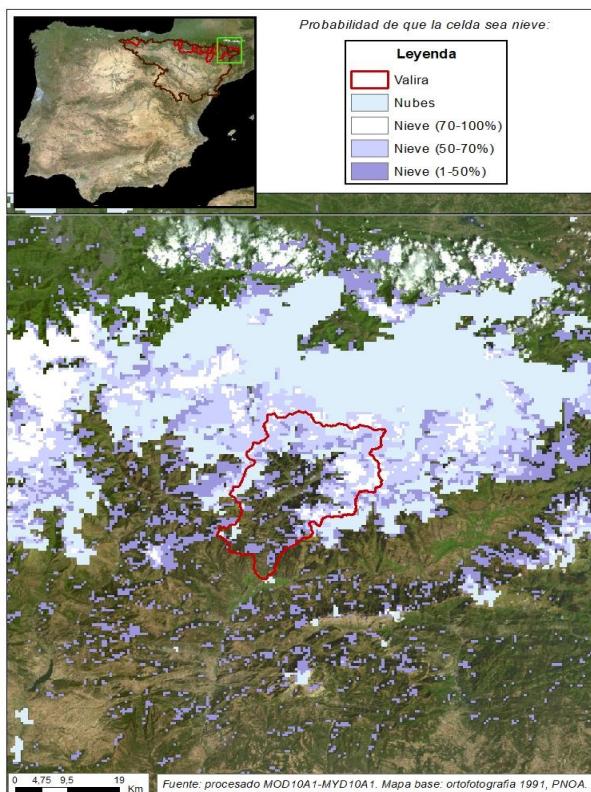 Probabilidad de que la celda sea nieve:
Leyenda
Valira
Nubes
Nieve (70-100%)
Nieve (50-70%)
Nieve (1-50%)
0 4,75 9,5 19
Km
Fuente: procesado MOD10A1-MYD10A1. Mapa base: ortofotografia 1991, PNOA.